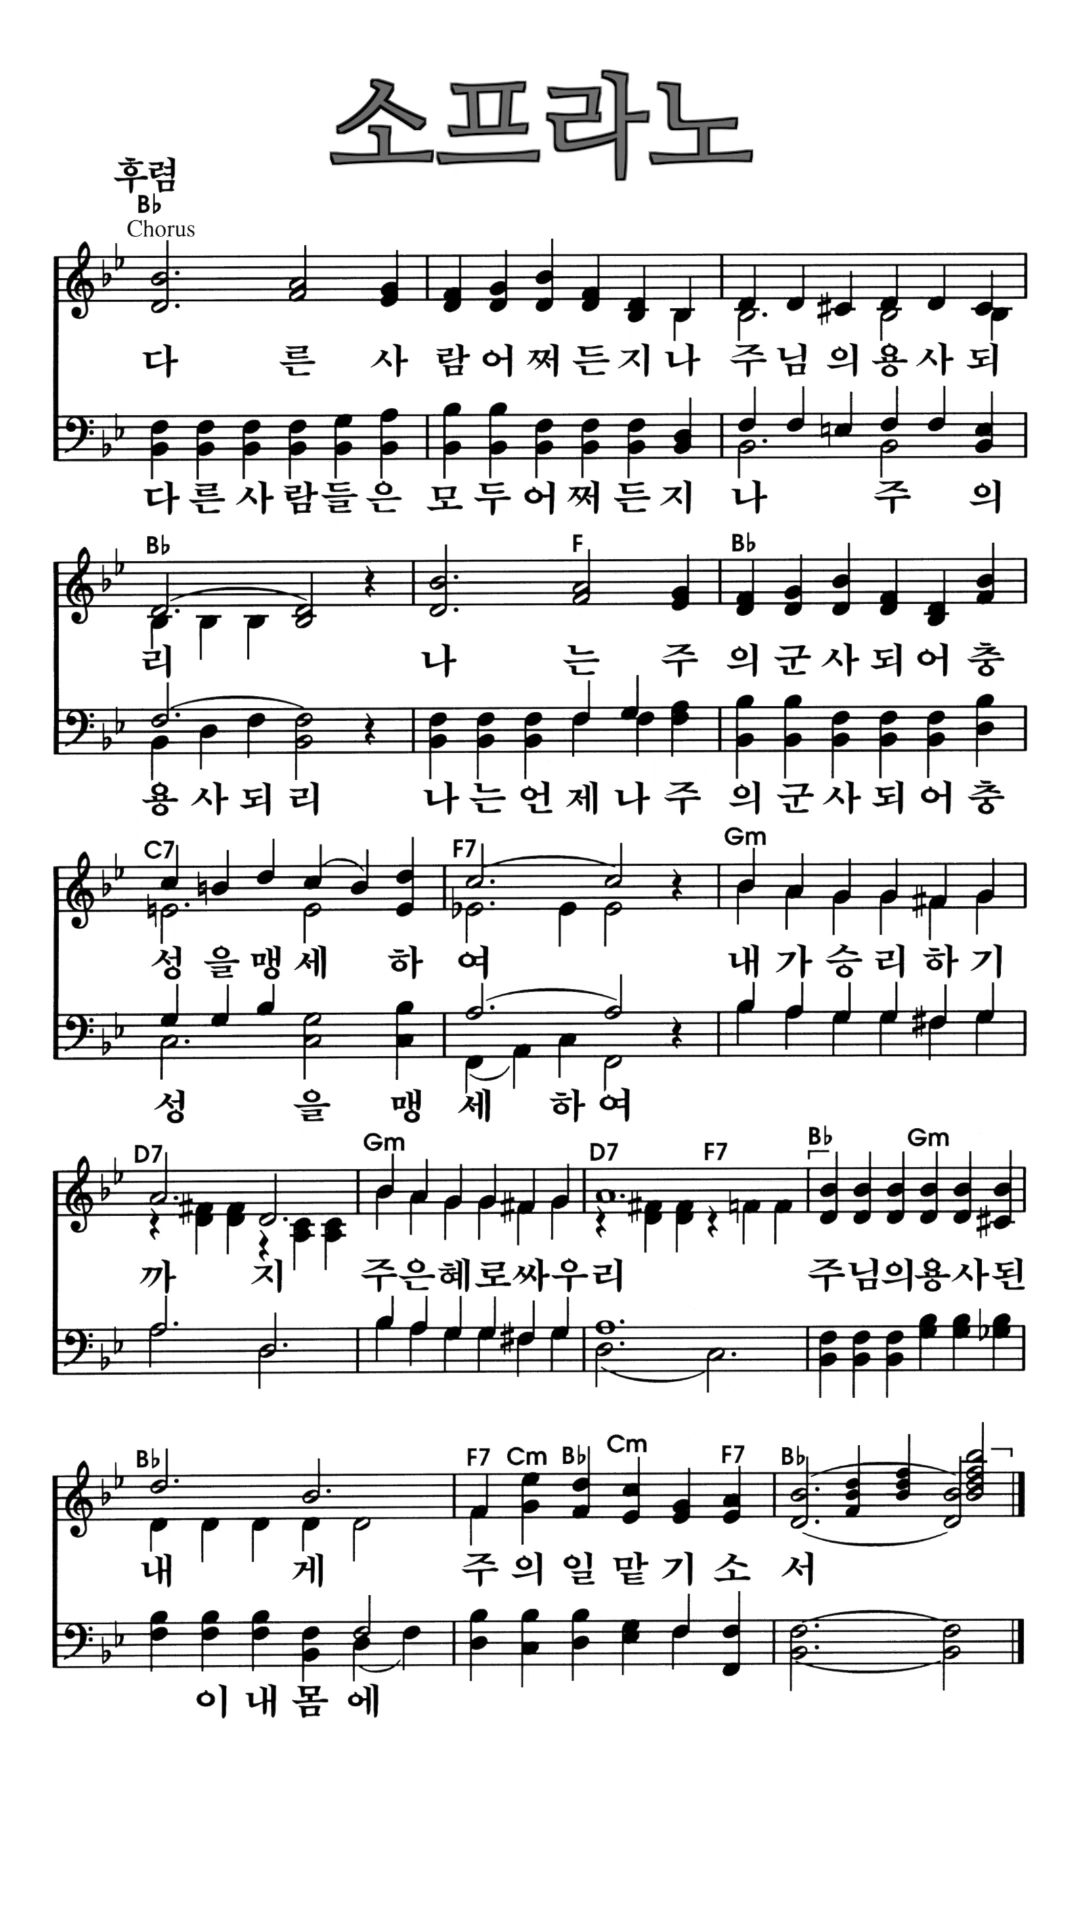 소프라노
후렴
B♭
Chorus
다 른 사 람 어 쩌 든 지 나 주 님 의 용 사 되
다 른 사 람 들 은 모 두 어 쩌 든 지 나 주 의
B♭ F B♭
리 나 는 주 의 군 사 되 어 충
용 사 되 리 나 는 언 제 나 주 의 군 사 되 어 충
C7 F7 Gm
성 을 맹 세 하 여 내 가 승 리 하 기
성 을 맹 세 하 여
D7 Gm D7 F7 B♭ Gm
까 지 주은혜로싸우리 주님의용사된
B♭ F7 Cm B♭ Cm F7 B♭
내 게 주 의 일 맡 기 소 서
이 내 몸 에